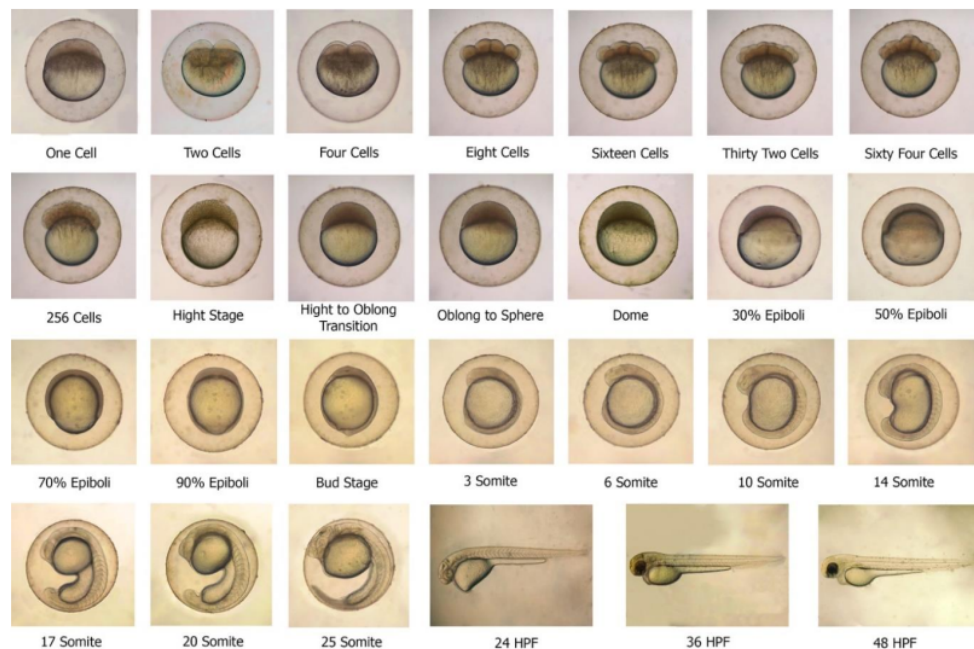 One Cell
Two Cells
Four Cells
Eight Cells
Sixteen Cells
Thirty Two Cells
Sixty Four Cells
256 Cells
Hight Stage
Hight to Oblong
Transition
Oblong to Sphere
Dome
30% Epiboli
50% Epiboli
70% Epiboli
90% Epiboli
Bud Stage
3 Somite
6 Somite
10 Somite
14 Somite
17 Somite
20 Somite
25 Somite
24 HPF
36 HPF
48 HPF